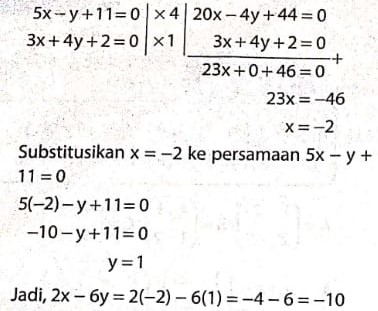 5x – y + 11 = 0 | × 4 | 20x – 4y + 44 = 0
3x + 4y + 2 = 0 | × 1 | 3x + 4y + 2 = 0 +
23x + 0 + 46 = 0
23x = –46
x = –2
Substitusikan x = –2 ke persamaan 5x – y +
11 = 0
5(–2) – y + 11 = 0
–10 – y + 11 = 0
y = 1
Jadi, 2x – 6y = 2(–2) – 6(1) = –4 – 6 = –10